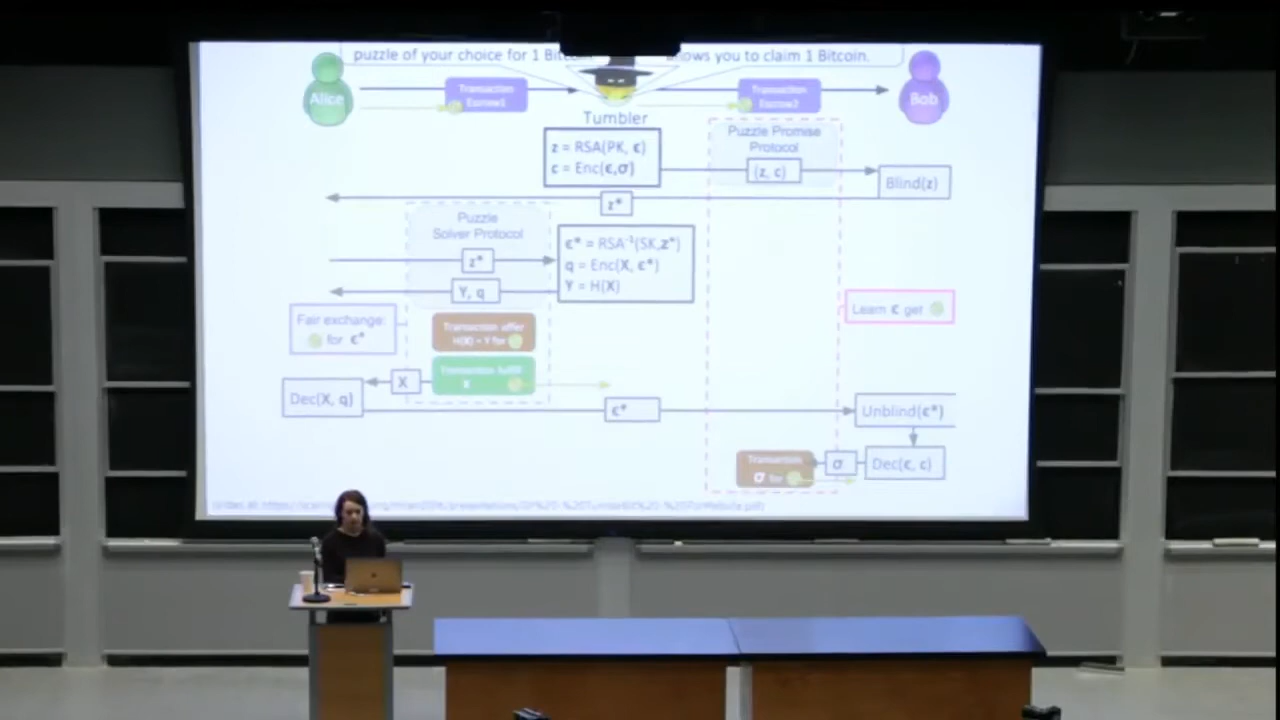 puzzle of your choice for 1
you to claim 1 Bitcoin.
Alice
Transaction
Escrow1
Tumbler
Transaction
Escrow2
Bob
z = RSA(PK, ϵ)
c = Enc(ϵ,σ)
Puzzle Promise
Protocol
(z, c)
Blind(z)
z*
Puzzle
Solver Protocol
z*
ϵ* = RSA⁻¹(SK,z*)
q = Enc(X, ϵ*)
Y = H(X)
Y, q
Fair exchange:
for ϵ*
Transaction offer
H(X) = Y for
Learn ϵ get
Transaction fulfill
X
X
Dec(X, q)
ϵ*
Unblind(ϵ*)
Transaction
σ for
σ
Dec(ϵ, c)